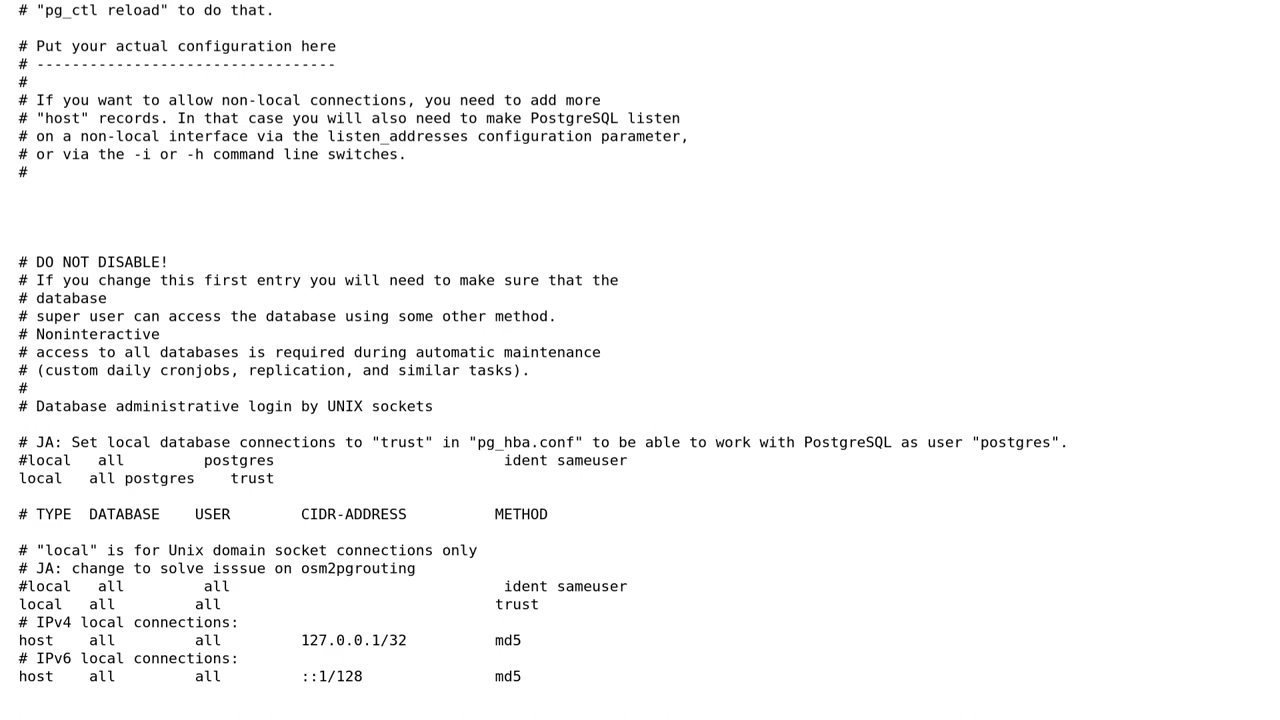 # "pg_ctl reload" to do that.

# Put your actual configuration here
# ----------------------------------
#
# If you want to allow non-local connections, you need to add more
# "host" records. In that case you will also need to make PostgreSQL listen
# on a non-local interface via the listen_addresses configuration parameter,
# or via the -i or -h command line switches.
#

# DO NOT DISABLE!
# If you change this first entry you will need to make sure that the
# database
# super user can access the database using some other method.
# Noninteractive
# access to all databases is required during automatic maintenance
# (custom daily cronjobs, replication, and similar tasks).
#
# Database administrative login by UNIX sockets

# JA: Set local database connections to "trust" in "pg_hba.conf" to be able to work with PostgreSQL as user "postgres".
#local   all         postgres                          ident sameuser
local   all postgres    trust

# TYPE  DATABASE    USER        CIDR-ADDRESS          METHOD

# "local" is for Unix domain socket connections only
# JA: change to solve isssue on osm2pgrouting
#local   all         all                               ident sameuser
local   all         all                               trust
# IPv4 local connections:
host    all         all         127.0.0.1/32          md5
# IPv6 local connections:
host    all         all         ::1/128               md5